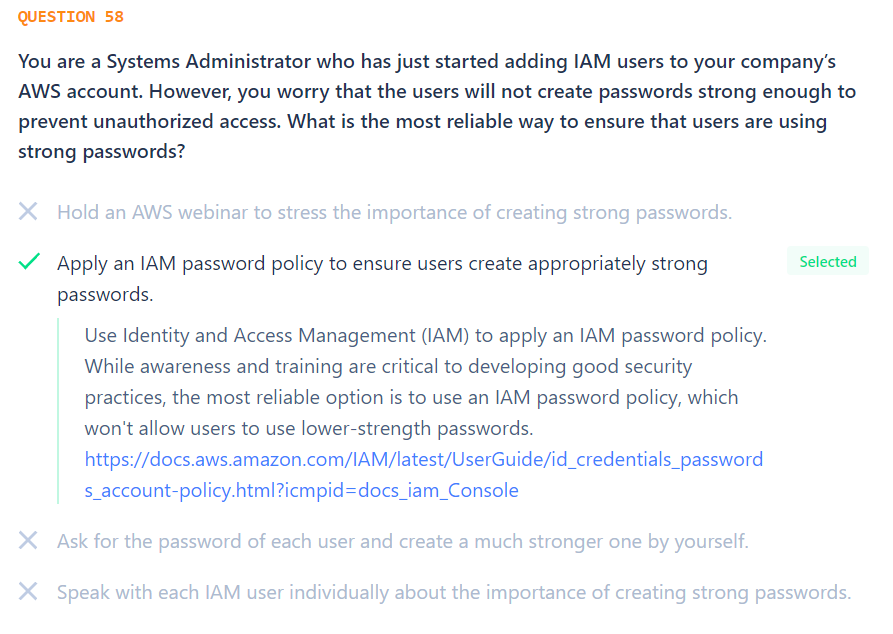 QUESTION 58
You are a Systems Administrator who has just started adding IAM users to your company’s
AWS account. However, you worry that the users will not create passwords strong enough to
prevent unauthorized access. What is the most reliable way to ensure that users are using
strong passwords?
Hold an AWS webinar to stress the importance of creating strong passwords.
Apply an IAM password policy to ensure users create appropriately strong
passwords.
Selected
Use Identity and Access Management (IAM) to apply an IAM password policy.
While awareness and training are critical to developing good security
practices, the most reliable option is to use an IAM password policy, which
won't allow users to use lower-strength passwords.
https://docs.aws.amazon.com/IAM/latest/UserGuide/id_credentials_password
s_account-policy.html?icmpid=docs_iam_Console
Ask for the password of each user and create a much stronger one by yourself.
Speak with each IAM user individually about the importance of creating strong passwords.